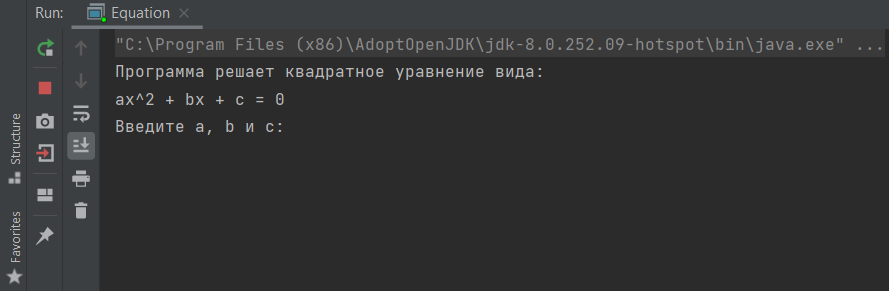 Run: Equation
"C:\Program Files (x86)\AdoptOpenJDK\jdk-8.0.252.09-hotspot\bin\java.exe" ...
Программа решает квадратное уравнение вида:
ax^2 + bx + c = 0
Введите a, b и c:
Structure
Favorites